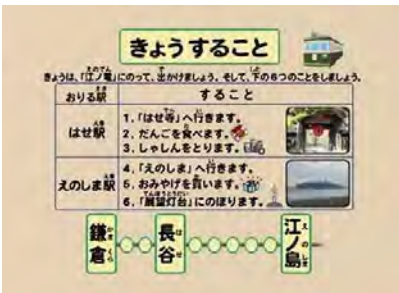 きょうすること
きょうは、「江ノ電」にのって、出かけましょう。そして、下の6つのことをしましょう。
おりる駅 すること
はせ駅
1.「はせ寺」へ行きます。
2. だんごを食べます。
3. しゃしんをとります。
えのしま駅
4.「えのしま」へ行きます。
5. おみやげを買います。
6.「展望灯台」にのぼります。
鎌倉 長谷 江ノ島